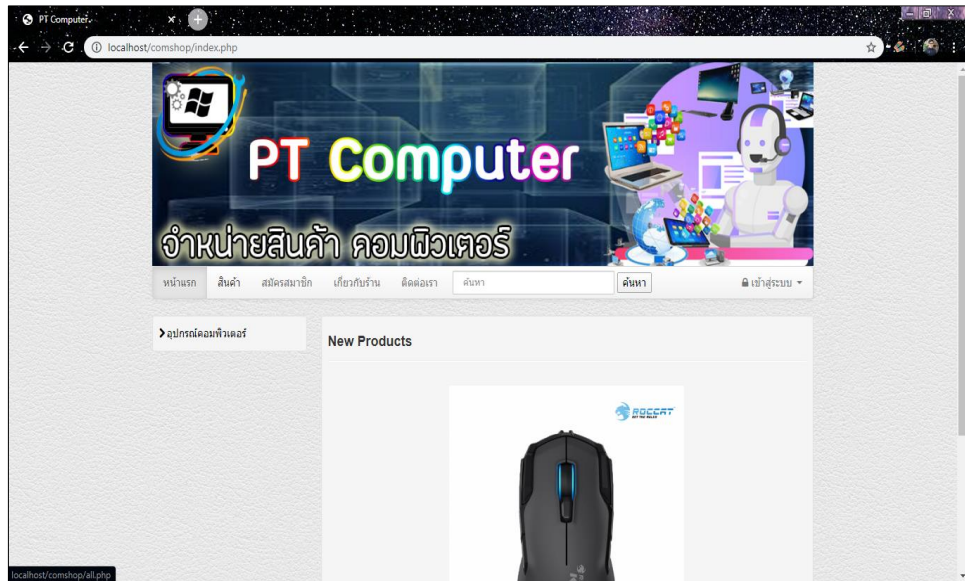 PT Computer
localhost/comshop/index.php
PT Computer
จำหน่ายสินค้า คอมพิวเตอร์
หน้าแรก สินค้า สมัครสมาชิก เกี่ยวกับร้าน ติดต่อเรา ค้นหา ค้นหา เข้าสู่ระบบ
อุปกรณ์คอมพิวเตอร์
New Products
ROCCAT
localhost/comshop/all.php